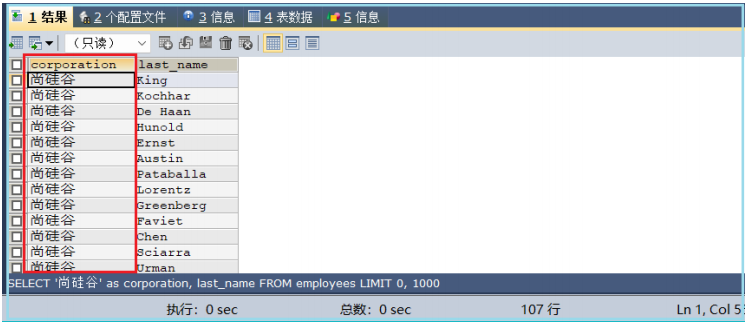 1 结果 2 个配置文件 3 信息 4 表数据 5 信息
（只读）
corporation last_name
尚硅谷 King
尚硅谷 Kochhar
尚硅谷 De Haan
尚硅谷 Hunold
尚硅谷 Ernst
尚硅谷 Austin
尚硅谷 Pataballa
尚硅谷 Lorentz
尚硅谷 Greenberg
尚硅谷 Faviet
尚硅谷 Chen
尚硅谷 Sciarra
尚硅谷 Urman
SELECT '尚硅谷' as corporation, last_name FROM employees LIMIT 0, 1000
执行: 0 sec 总数: 0 sec 107 行 Ln 1, Col 5